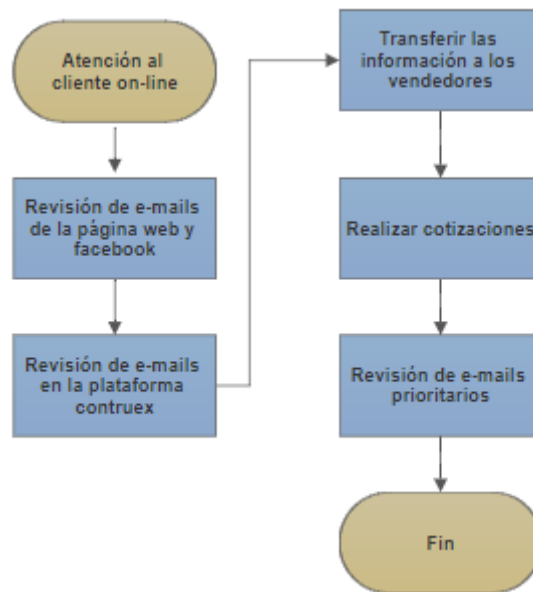 Atención al
cliente on-line
Revisión de e-mails
de la página web y
facebook
Revisión de e-mails
en la plataforma
contruex
Transferir las
información a los
vendedores
Realizar cotizaciones
Revisión de e-mails
prioritarios
Fin